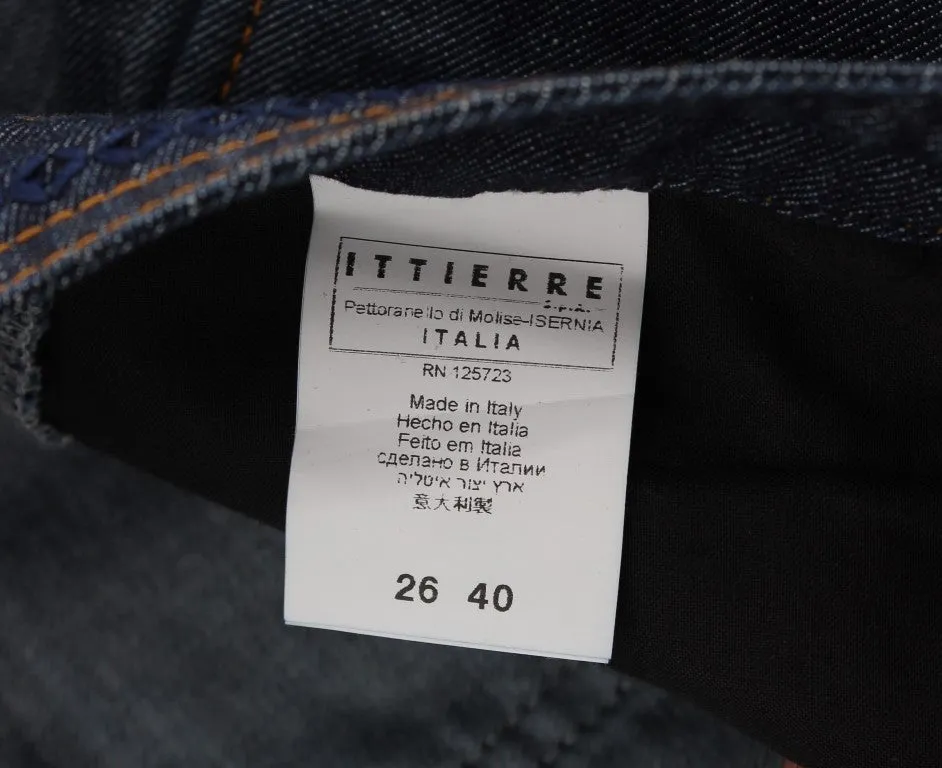 ITTIERRE
s.p.a.
Pettoranello di Molise-ISERNIA
ITALIA
RN 125723
Made in Italy
Hecho en Italia
Feito em Italia
сделано в Италии
ארץ יצור איטליה
意大利製
26 40